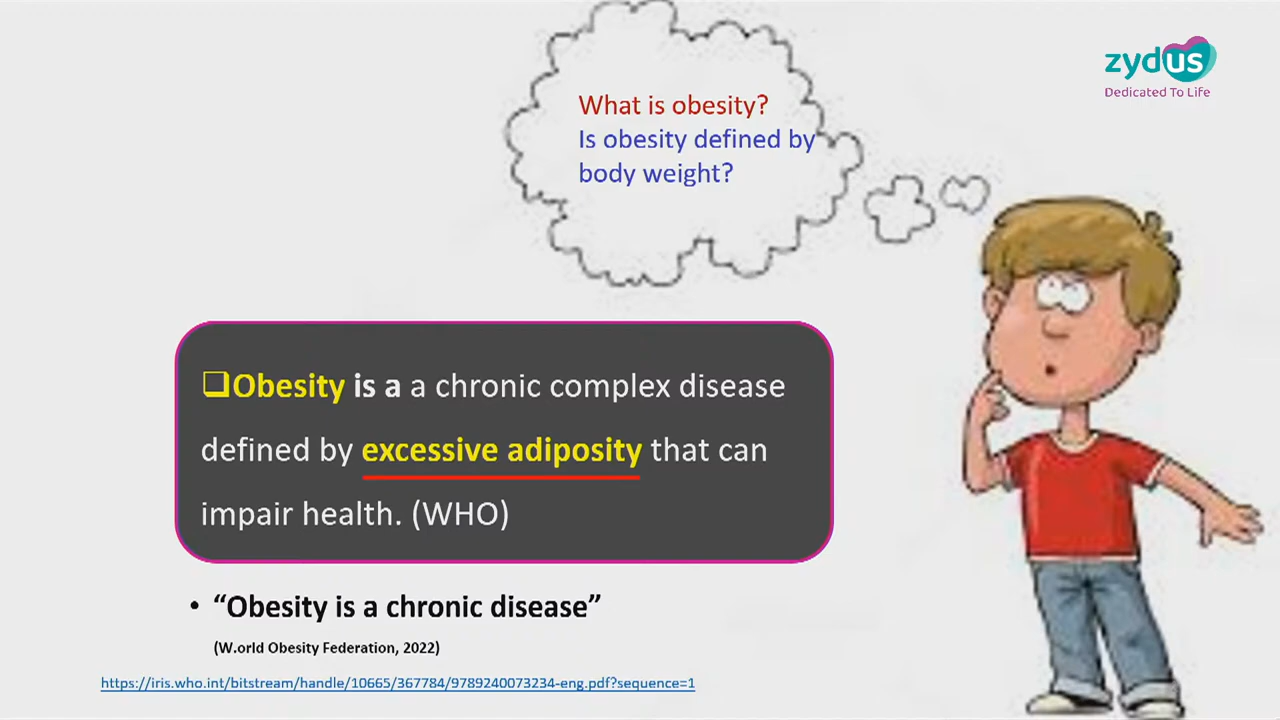 zydus
Dedicated To Life
What is obesity?
Is obesity defined by
body weight?
❑Obesity is a a chronic complex disease
defined by excessive adiposity that can
impair health. (WHO)
• “Obesity is a chronic disease”
(W.orld Obesity Federation, 2022)
https://iris.who.int/bitstream/handle/10665/367784/9789240073234-eng.pdf?sequence=1